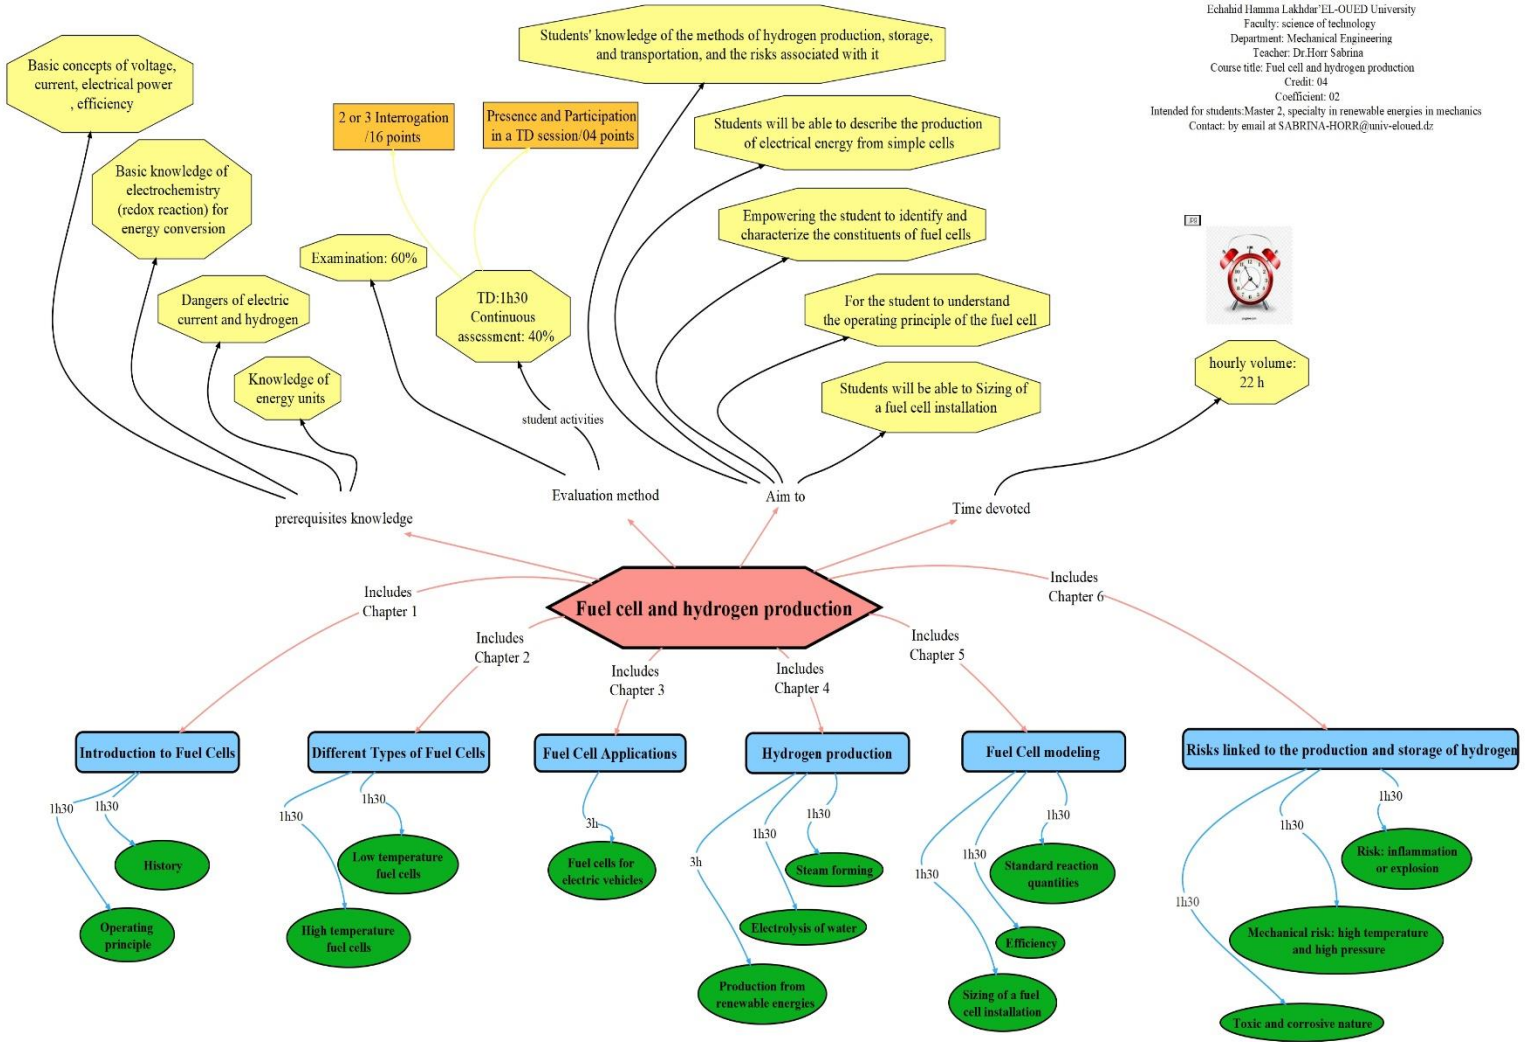 Echahid Hamma Lakhdar'EL-OUED University
Faculty: science of technology
Department: Mechanical Engineering
Teacher: Dr.Horr Sabrina
Course title: Fuel cell and hydrogen production
Credit: 04
Coefficient: 02
Intended for students:Master 2, specialty in renewable energies in mechanics
Contact: by email at SABRINA-HORR@univ-eloued.dz
Basic concepts of voltage,
current, electrical power
, efficiency
Basic knowledge of
electrochemistry
(redox reaction) for
energy conversion
Dangers of electric
current and hydrogen
Knowledge of
energy units
prerequisites knowledge
2 or 3 Interrogation
/16 points
Presence and Participation
in a TD session/04 points
Examination: 60%
TD:1h30
Continuous
assessment: 40%
student activities
Evaluation method
Students' knowledge of the methods of hydrogen production, storage,
and transportation, and the risks associated with it
Students will be able to describe the production
of electrical energy from simple cells
Empowering the student to identify and
characterize the constituents of fuel cells
For the student to understand
the operating principle of the fuel cell
Students will be able to Sizing of
a fuel cell installation
Aim to
hourly volume:
22 h
Time devoted
Fuel cell and hydrogen production
Includes
Chapter 1
Introduction to Fuel Cells
1h30
1h30
History
Operating
principle
Includes
Chapter 2
Different Types of Fuel Cells
1h30
1h30
Low temperature
fuel cells
High temperature
fuel cells
Includes
Chapter 3
Fuel Cell Applications
3h
Fuel cells for
electric vehicles
Includes
Chapter 4
Hydrogen production
1h30
1h30
3h
Steam forming
Electrolysis of water
Production from
renewable energies
Includes
Chapter 5
Fuel Cell modeling
1h30
1h30
1h30
Standard reaction
quantities
Efficiency
Sizing of a fuel
cell installation
Includes
Chapter 6
Risks linked to the production and storage of hydrogen
1h30
1h30
1h30
Risk: inflammation
or explosion
Mechanical risk: high temperature
and high pressure
Toxic and corrosive nature